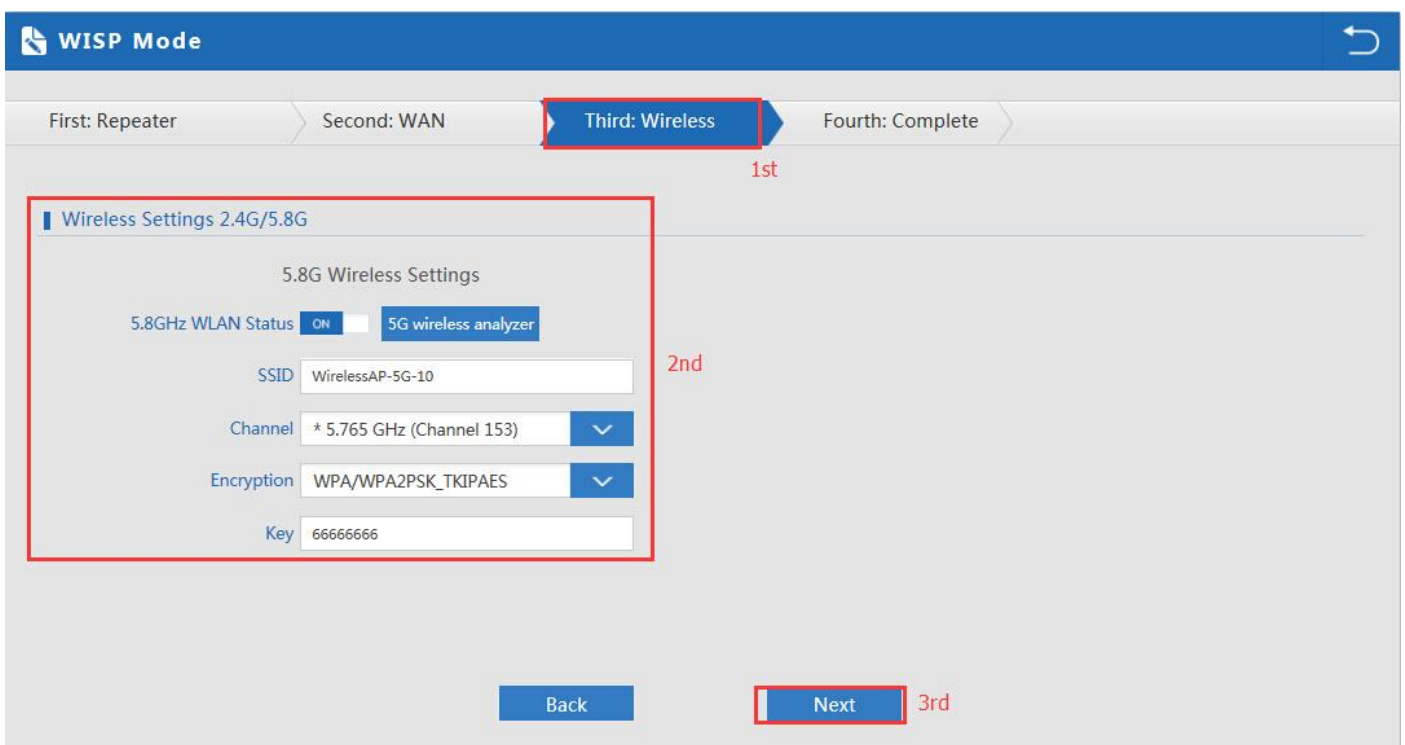 WISP Mode
First: Repeater
Second: WAN
Third: Wireless
Fourth: Complete
1st
Wireless Settings 2.4G/5.8G
5.8G Wireless Settings
5.8GHz WLAN Status ON 5G wireless analyzer
2nd
SSID WirelessAP-5G-10
Channel * 5.765 GHz (Channel 153)
Encryption WPA/WPA2PSK_TKIPAES
Key 66666666
Back
Next
3rd